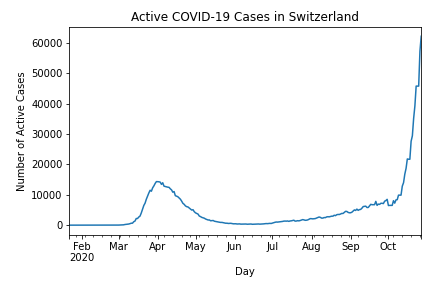 Active COVID-19 Cases in Switzerland
Number of Active Cases
60000
50000
40000
30000
20000
10000
0
Feb Mar Apr May Jun Jul Aug Sep Oct
2020
Day